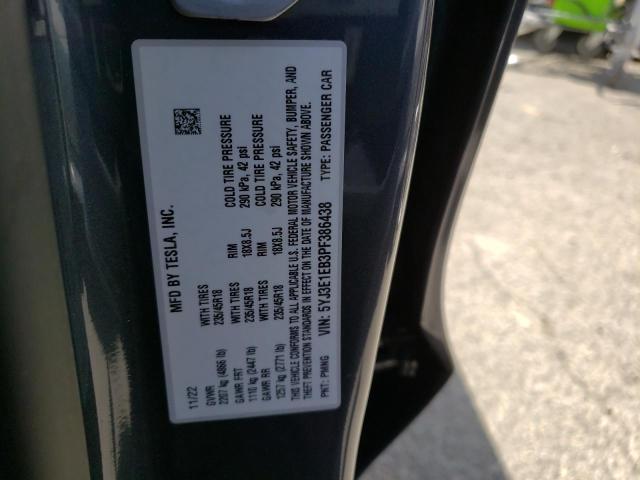 MFD BY TESLA, INC.
11/22
GVWR
2207 kg (4866 lb)
WITH TIRES
235/45R18
RIM
18X8.5J
COLD TIRE PRESSURE
290 kPa, 42 psi
GAWR FRT
1110 kg (2447 lb)
WITH TIRES
235/45R18
RIM
18X8.5J
COLD TIRE PRESSURE
290 kPa, 42 psi
GAWR RR
1257 kg (2771 lb)
WITH TIRES
235/45R18
THIS VEHICLE CONFORMS TO ALL APPLICABLE U.S. FEDERAL MOTOR VEHICLE SAFETY, BUMPER, AND
THEFT PREVENTION STANDARDS IN EFFECT ON THE DATE OF MANUFACTURE SHOWN ABOVE.
VIN: 5YJ3E1EB3PF386438
TYPE: PASSENGER CAR
PNT: PMNG